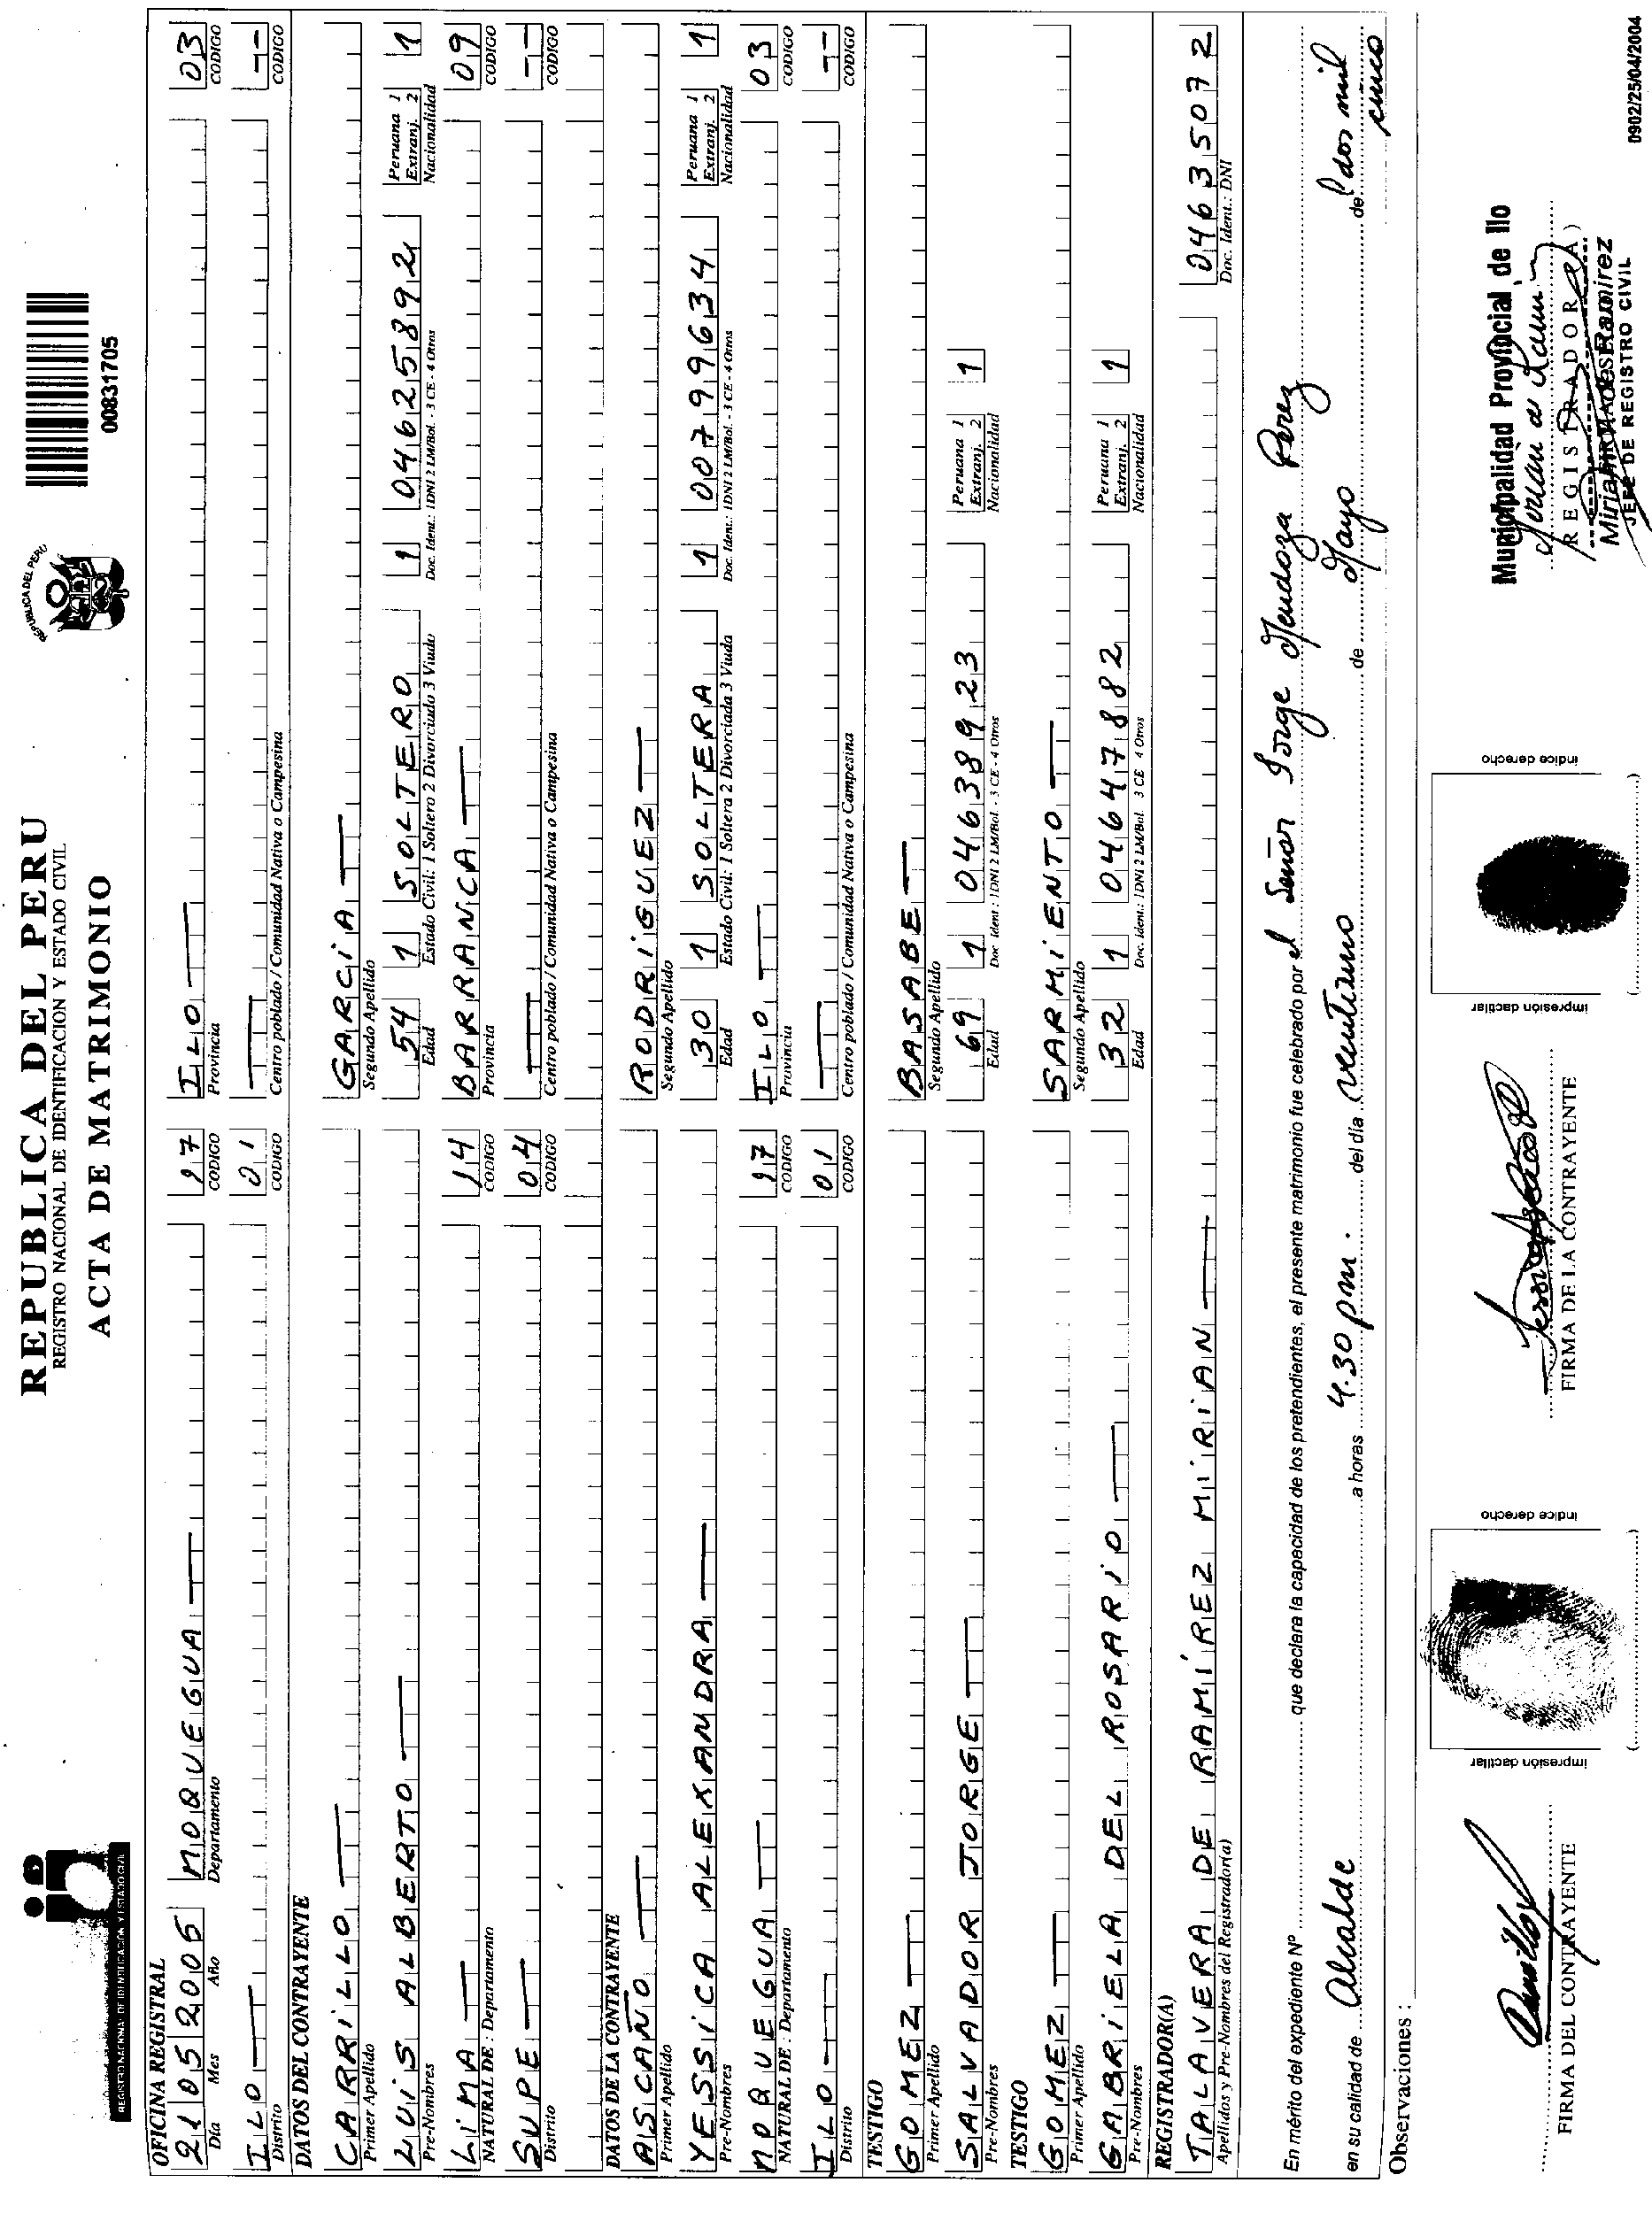 REPUBLICA DEL PERU
REGISTRO NACIONAL DE IDENTIFICACION Y ESTADO CIVIL
ACTA DE MATRIMONIO
REGISTRO NACIONAL DE IDENTIFICACION Y ESTADO CIVIL
REPUBLICA DEL PERU
00831705
OFICINA REGISTRAL
21 05 2005 MOQUEGUA 17 ILO 03
Día Mes Año Departamento CODIGO Provincia CODIGO
ILO 01 --
Distrito CODIGO Centro poblado / Comunidad Nativa o Campesina CODIGO
DATOS DEL CONTRAYENTE
CARRILLO GARCIA
Primer Apellido Segundo Apellido
LUIS ALBERTO 54 1 SOLTERO 1 04625892 Peruana 1 Extranj. 2 1
Pre-Nombres Edad Estado Civil: 1 Soltero 2 Divorciado 3 Viudo Doc. Ident.: 1DNI 2 LM/Bol. - 3 CE - 4 Otros Nacionalidad
LIMA 14 BARRANCA 09
NATURAL DE : Departamento CODIGO Provincia CODIGO
SUPE 04 --
Distrito CODIGO Centro poblado / Comunidad Nativa o Campesina CODIGO
DATOS DE LA CONTRAYENTE
ASCAÑO RODRIGUEZ
Primer Apellido Segundo Apellido
YESSICA ALEXANDRA 30 1 SOLTERA 1 00799634 Peruana 1 Extranj. 2 1
Pre-Nombres Edad Estado Civil: 1 Soltera 2 Divorciada 3 Viuda Doc. Ident.: 1DNI 2 LM/Bol. - 3 CE - 4 Otros Nacionalidad
MOQUEGUA 17 ILO 03
NATURAL DE : Departamento CODIGO Provincia CODIGO
ILO 01 --
Distrito CODIGO Centro poblado / Comunidad Nativa o Campesina CODIGO
TESTIGO
GOMEZ BASABE
Primer Apellido Segundo Apellido
SALVADOR JORGE 69 1 04638923 Peruana 1 Extranj. 2 1
Pre-Nombres Edad Doc Ident : 1DNI 2 LM/Bol. - 3 CE - 4 Otros Nacionalidad
TESTIGO
GOMEZ SARMIENTO
Primer Apellido Segundo Apellido
GABRIELA DEL ROSARIO 32 1 04647882 Peruana 1 Extranj. 2 1
Pre-Nombres Edad Doc. Ident.: 1DNI 2 LM/Bol. 3 CE 4 Otros Nacionalidad
REGISTRADOR(A)
TALAVERA DE RAMIREZ MIRIAN 04635072
Apellidos y Pre-Nombres del Registrador(a) Doc. Ident.: DNI
En mérito del expediente Nº ........ que declara la capacidad de los pretendientes, el presente matrimonio fue celebrado por el Señor Jorge Mendoza Perez
en su calidad de Alcalde a horas 4.30 pm. del día veintiuno de Mayo de l dos mil
cinco
Observaciones :
FIRMA DEL CONTRAYENTE
impresión dactilar
índice derecho
FIRMA DE LA CONTRAYENTE
impresión dactilar
índice derecho
Municipalidad Provincial de Ilo
REGISTRADOR(A)
JEFE DE REGISTRO CIVIL
0902/25/04/2004